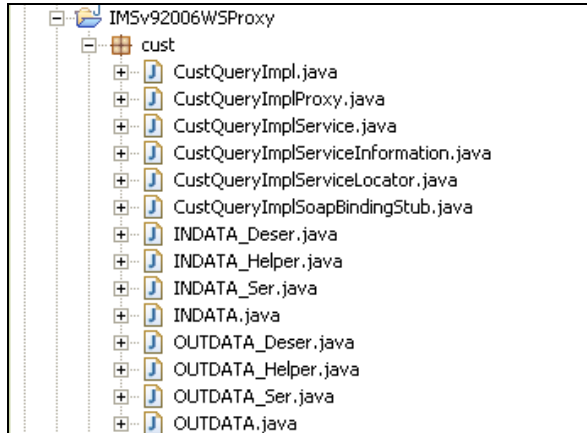 IMSv92006WSProxy
cust
CustQueryImpl.java
CustQueryImplProxy.java
CustQueryImplService.java
CustQueryImplServiceInformation.java
CustQueryImplServiceLocator.java
CustQueryImplSoapBindingStub.java
INDATA_Deser.java
INDATA_Helper.java
INDATA_Ser.java
INDATA.java
OUTDATA_Deser.java
OUTDATA_Helper.java
OUTDATA_Ser.java
OUTDATA.java